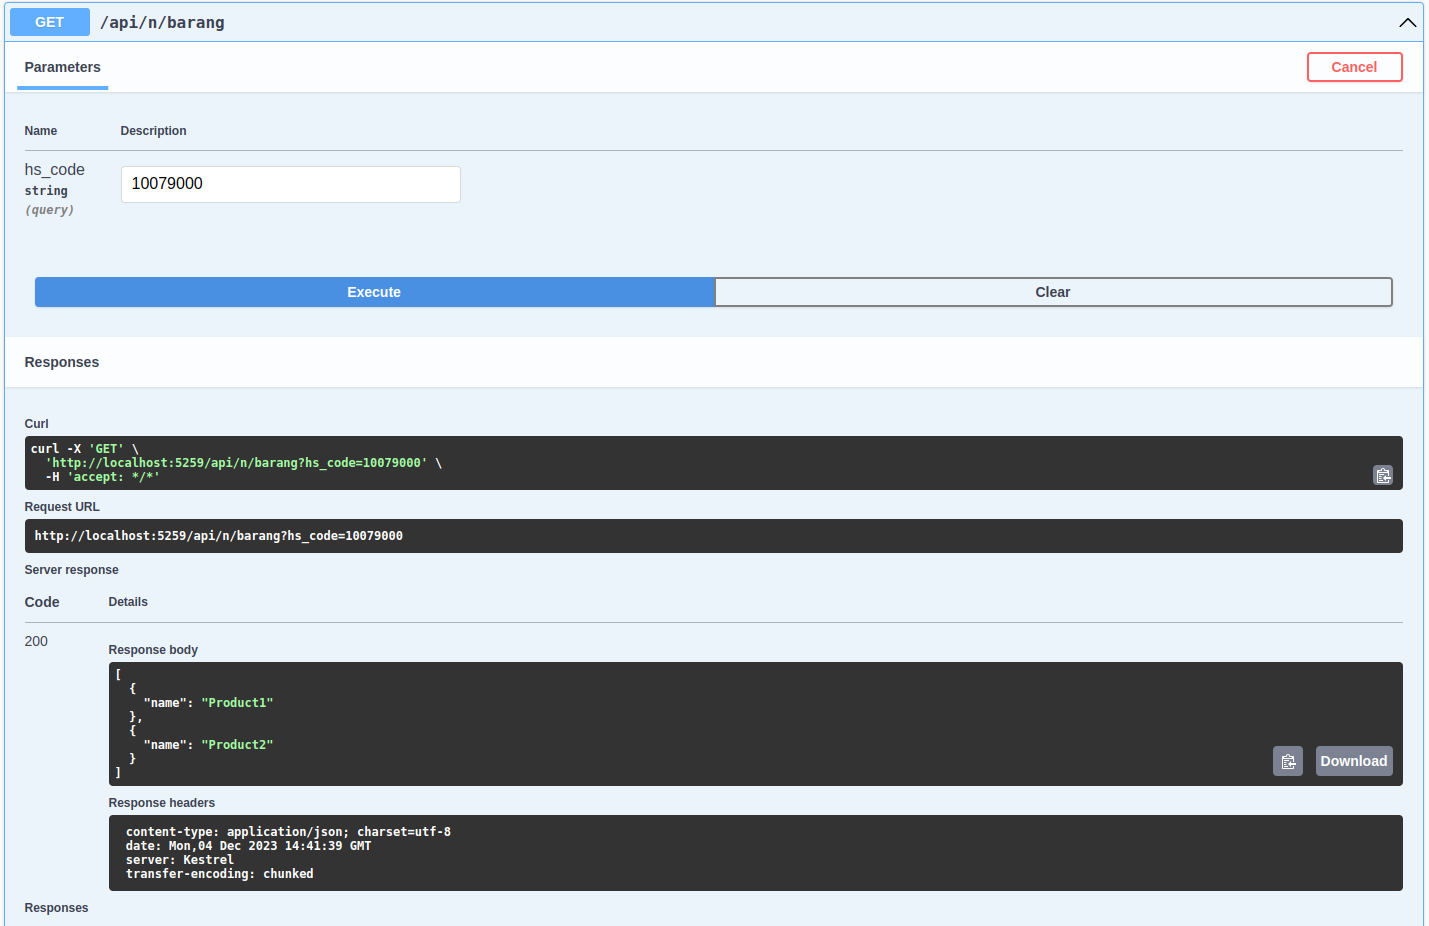 GET /api/n/barang
Parameters
Cancel
Name Description
hs_code
string
(query)
10079000
Execute Clear
Responses
Curl
curl -X 'GET' \
  'http://localhost:5259/api/n/barang?hs_code=10079000' \
  -H 'accept: */*'
Request URL
http://localhost:5259/api/n/barang?hs_code=10079000
Server response
Code Details
200
Response body
[
  {
    "name": "Product1"
  },
  {
    "name": "Product2"
  }
]
Download
Response headers
content-type: application/json; charset=utf-8
date: Mon,04 Dec 2023 14:41:39 GMT
server: Kestrel
transfer-encoding: chunked
Responses